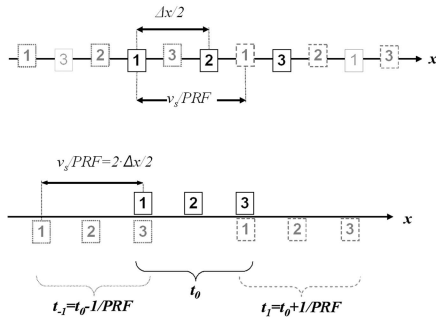 Δx/2
1 3 2 1 3 2 1 3 2 1 3 x
v_s/PRF
v_s/PRF=2·Δx/2
1 2 3
x
1 2 3 1 2 3
t_-1=t_0-1/PRF t_0 t_1=t_0+1/PRF